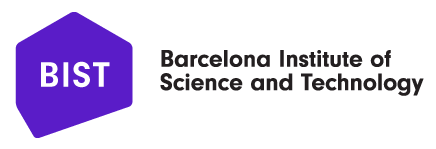 BIST
Barcelona Institute of
Science and Technology